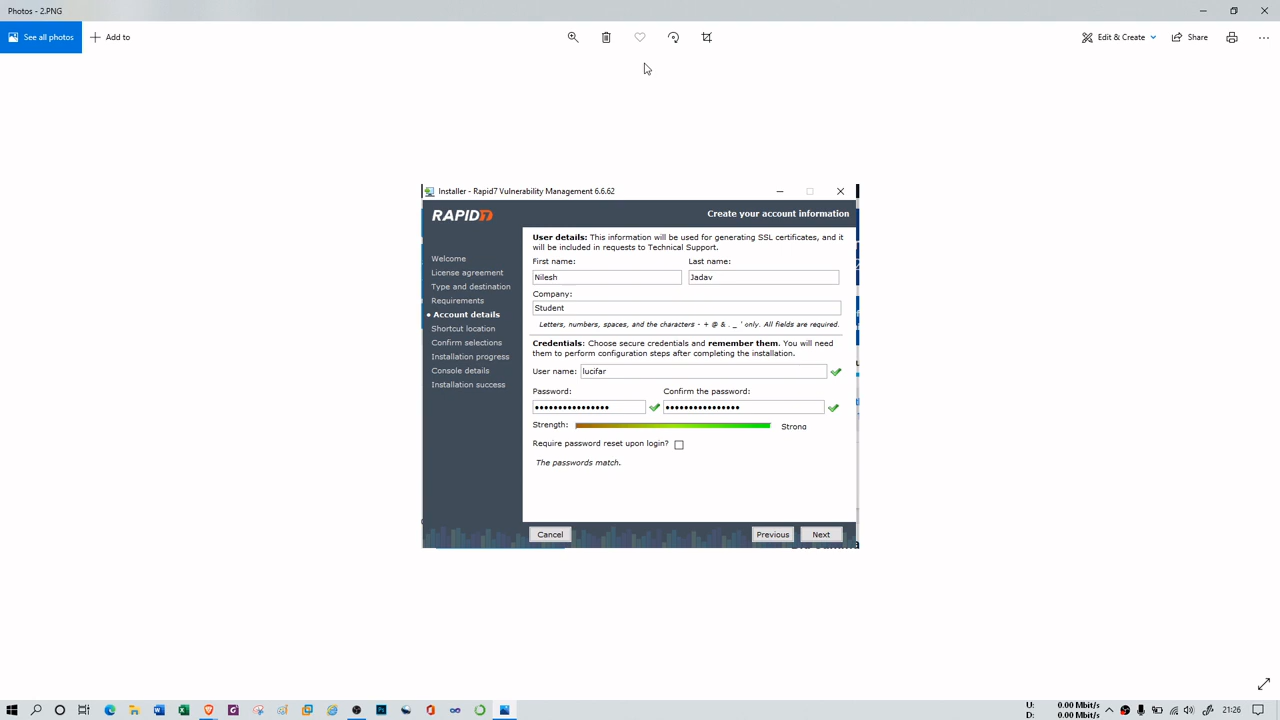 Photos - 2.PNG
See all photos
Add to
Edit & Create
Share
Installer - Rapid7 Vulnerability Management 6.6.62
RAPID7
Create your account information
Welcome
License agreement
Type and destination
Requirements
• Account details
Shortcut location
Confirm selections
Installation progress
Console details
Installation success
User details: This information will be used for generating SSL certificates, and it
will be included in requests to Technical Support.
First name: Last name:
Nilesh Jadav
Company:
Student
Letters, numbers, spaces, and the characters - + @ & . _ ' only. All fields are required.
Credentials: Choose secure credentials and remember them. You will need
them to perform configuration steps after completing the installation.
User name: lucifar
Password: Confirm the password:
•••••••••••••••• ••••••••••••••••
Strength: Strong
Require password reset upon login?
The passwords match.
Cancel Previous Next
U: 0.00 Mbit/s
D: 0.00 Mbit/s
21:26